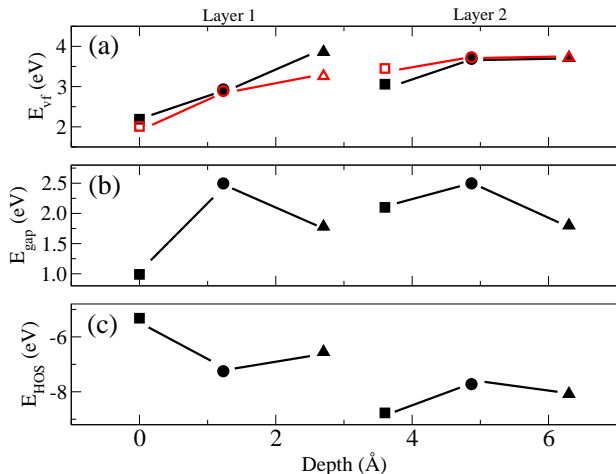 Layer 1 Layer 2
(a)
E_vf (eV)
4
3
2
(b)
E_gap (eV)
2.5
2.0
1.5
1.0
(c)
E_HOS (eV)
-6
-8
0 2 4 6
Depth (Å)